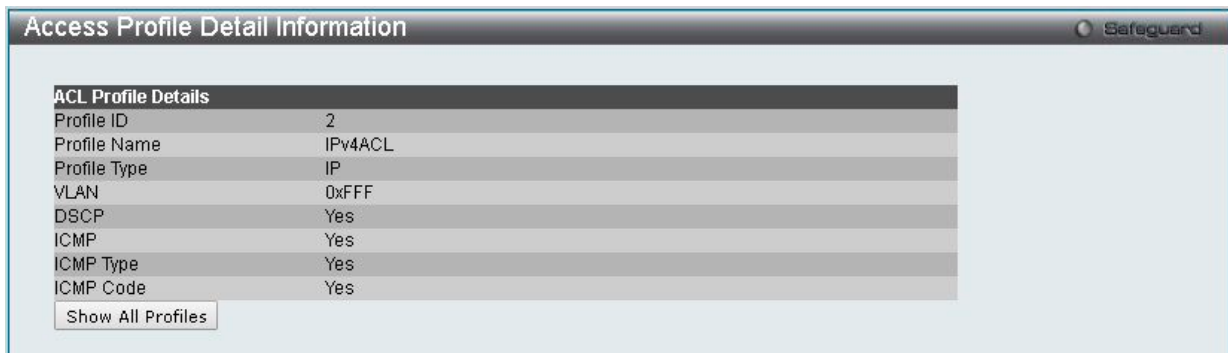 Access Profile Detail Information
Safeguard
ACL Profile Details
Profile ID 2
Profile Name IPv4ACL
Profile Type IP
VLAN 0xFFF
DSCP Yes
ICMP Yes
ICMP Type Yes
ICMP Code Yes
Show All Profiles